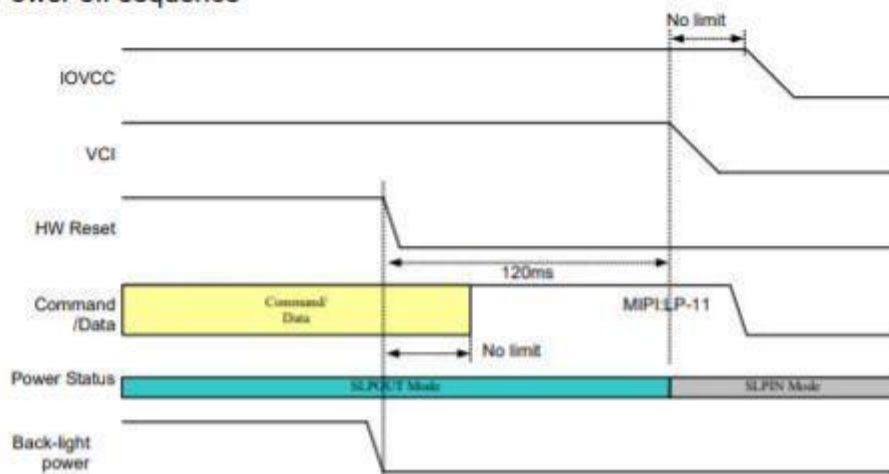 No limit
IOVCC
VCI
HW Reset
120ms
Command
/Data
Command/
Data
MIPI:LP-11
No limit
Power Status
SLPOUT Mode
SLPIN Mode
Back-light
power